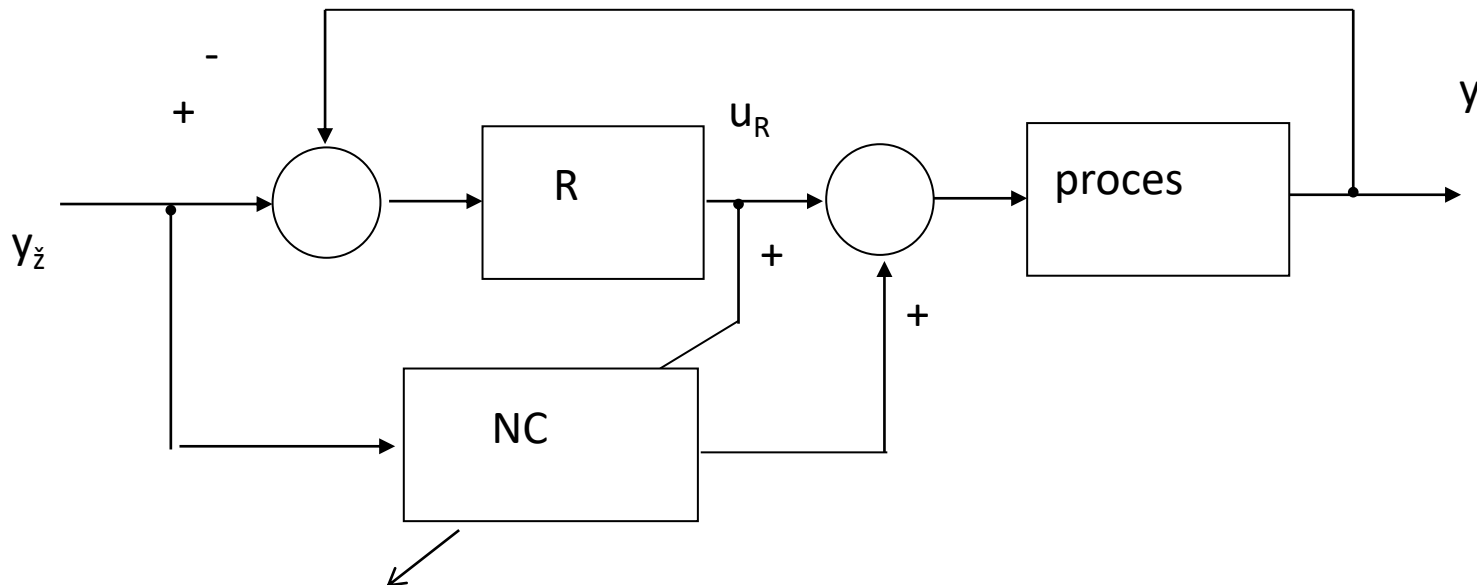 -
+
y
u_R
R
proces
y_ž
+
+
NC